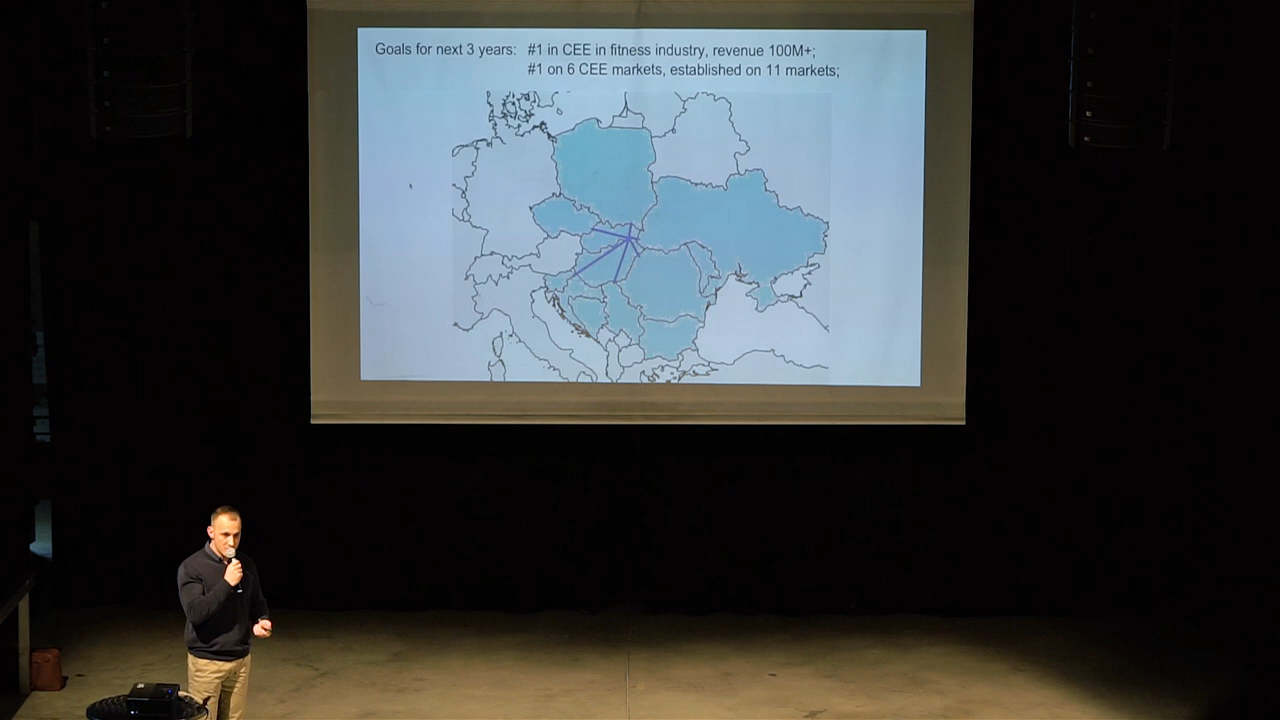 Goals for next 3 years: #1 in CEE in fitness industry, revenue 100M+;
#1 on 6 CEE markets, established on 11 markets;